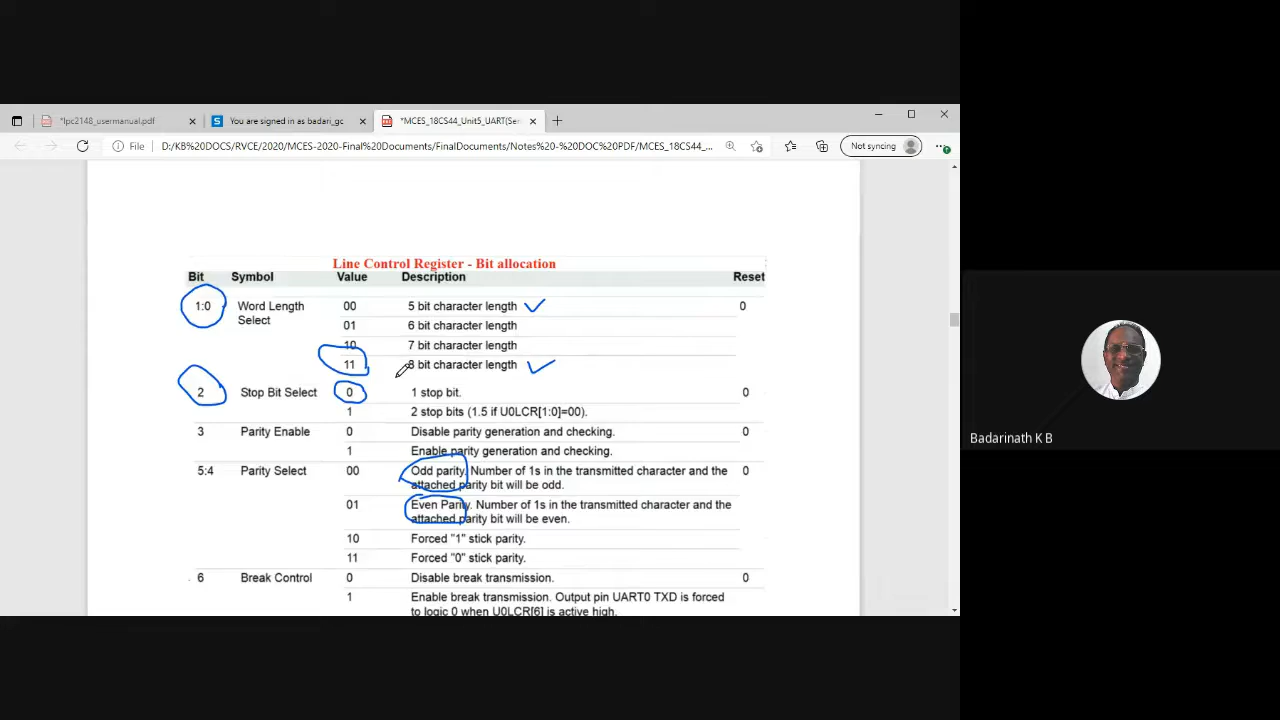 *lpc2148_usermanual.pdf
You are signed in as badari_gc
*MCES_18CS44_Unit5_UART(Ser
File
D:/KB%20DOCS/RVCE/2020/MCES-2020-Final%20Documents/FinalDocuments/Notes%20-%20DOC%20PDF/MCES_18CS44_...
Not syncing
Line Control Register - Bit allocation
Bit Symbol Value Description Reset
1:0 Word Length 00 5 bit character length 0
Select
01 6 bit character length
10 7 bit character length
11 8 bit character length
2 Stop Bit Select 0 1 stop bit. 0
1 2 stop bits (1.5 if U0LCR[1:0]=00).
3 Parity Enable 0 Disable parity generation and checking. 0
1 Enable parity generation and checking.
5:4 Parity Select 00 Odd parity. Number of 1s in the transmitted character and the 0
attached parity bit will be odd.
01 Even Parity. Number of 1s in the transmitted character and the
attached parity bit will be even.
10 Forced "1" stick parity.
11 Forced "0" stick parity.
6 Break Control 0 Disable break transmission. 0
1 Enable break transmission. Output pin UART0 TXD is forced
to logic 0 when U0LCR[6] is active high.
Badarinath K B